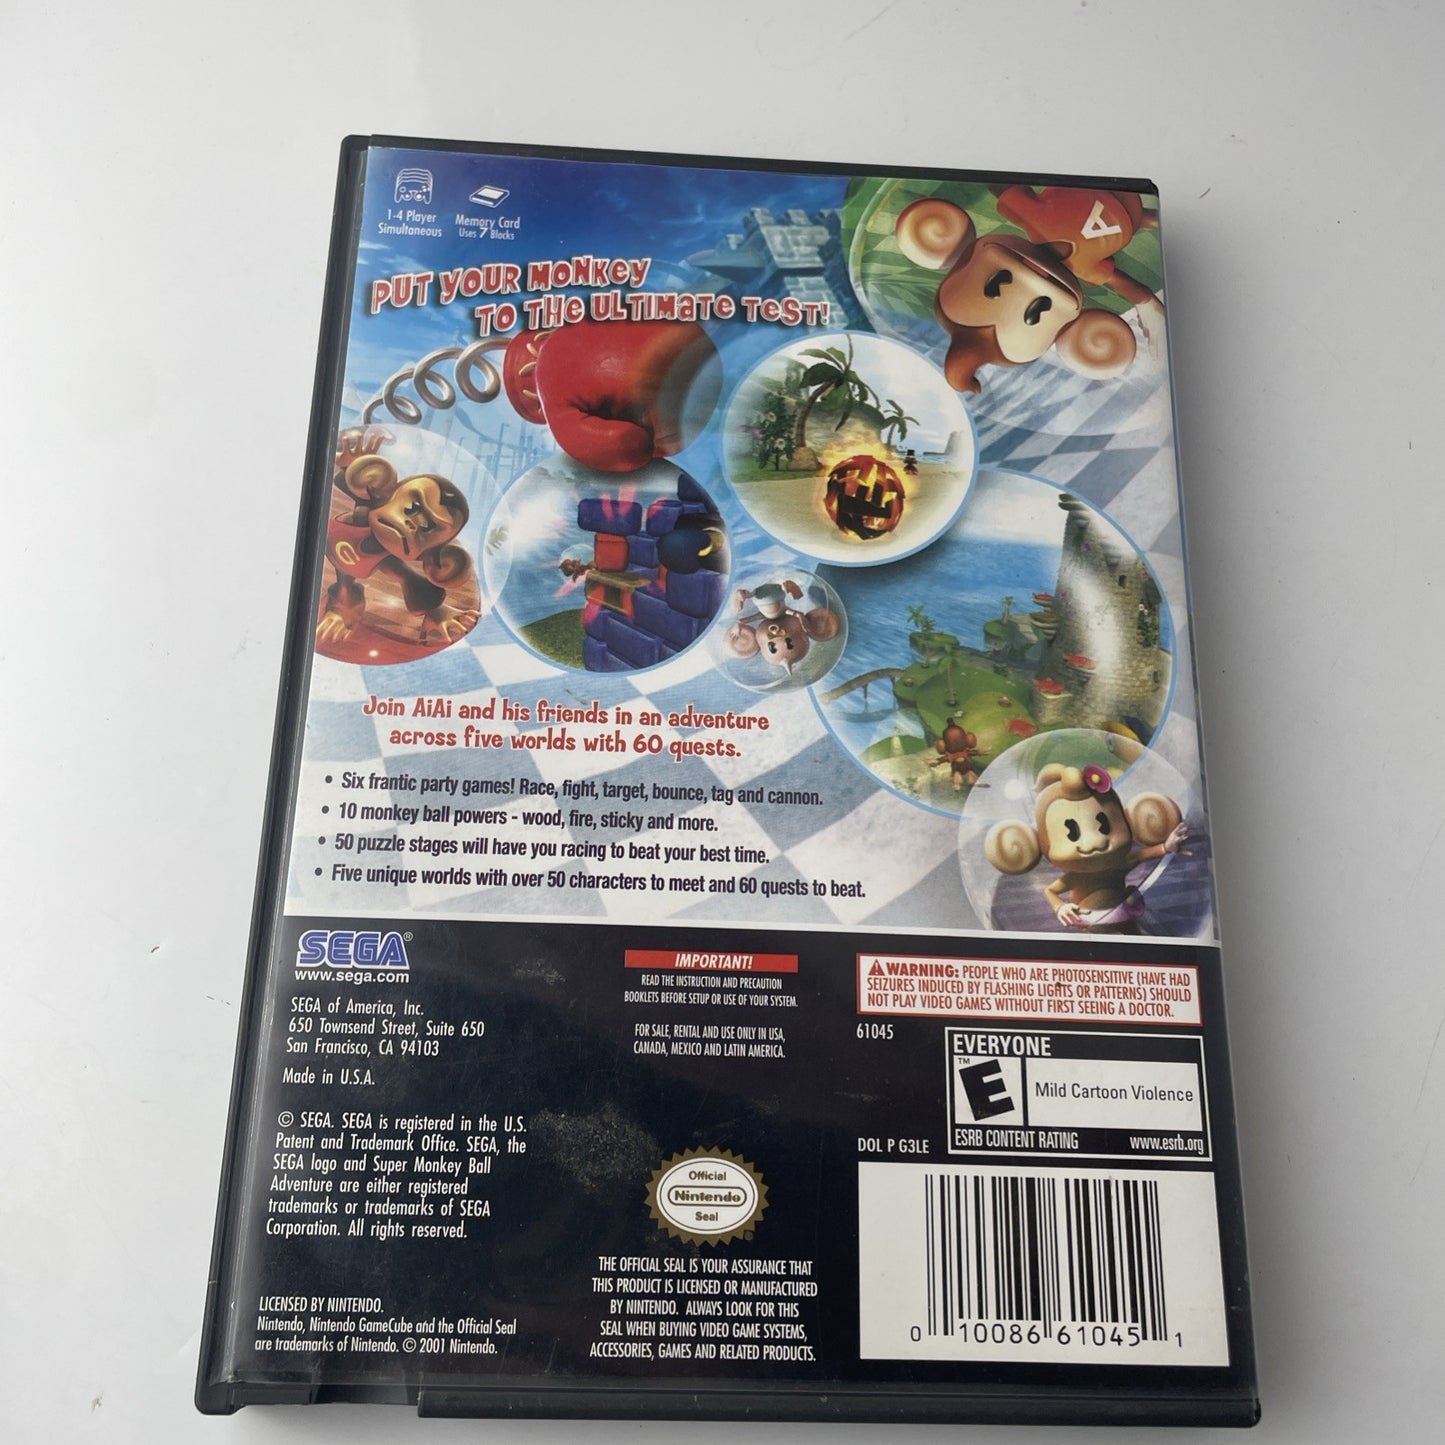 1-4 Player
Simultaneous
Memory Card
Uses 7 Blocks
PUT YOUR MONKEY
TO THE ULTIMATE TEST!
A
Join AiAi and his friends in an adventure
across five worlds with 60 quests.
• Six frantic party games! Race, fight, target, bounce, tag and cannon.
• 10 monkey ball powers - wood, fire, sticky and more.
• 50 puzzle stages will have you racing to beat your best time.
• Five unique worlds with over 50 characters to meet and 60 quests to beat.
SEGA®
www.sega.com
SEGA of America, Inc.
650 Townsend Street, Suite 650
San Francisco, CA 94103
Made in U.S.A.
© SEGA. SEGA is registered in the U.S.
Patent and Trademark Office. SEGA, the
SEGA logo and Super Monkey Ball
Adventure are either registered
trademarks or trademarks of SEGA
Corporation. All rights reserved.
LICENSED BY NINTENDO.
Nintendo, Nintendo GameCube and the Official Seal
are trademarks of Nintendo. © 2001 Nintendo.
IMPORTANT!
READ THE INSTRUCTION AND PRECAUTION
BOOKLETS BEFORE SETUP OR USE OF YOUR SYSTEM.
FOR SALE, RENTAL AND USE ONLY IN USA,
CANADA, MEXICO AND LATIN AMERICA.
Official
Nintendo
Seal
THE OFFICIAL SEAL IS YOUR ASSURANCE THAT
THIS PRODUCT IS LICENSED OR MANUFACTURED
BY NINTENDO. ALWAYS LOOK FOR THIS
SEAL WHEN BUYING VIDEO GAME SYSTEMS,
ACCESSORIES, GAMES AND RELATED PRODUCTS.
WARNING: PEOPLE WHO ARE PHOTOSENSITIVE (HAVE HAD
SEIZURES INDUCED BY FLASHING LIGHTS OR PATTERNS) SHOULD
NOT PLAY VIDEO GAMES WITHOUT FIRST SEEING A DOCTOR.
61045
EVERYONE
E™
Mild Cartoon Violence
ESRB CONTENT RATING www.esrb.org
DOL P G3LE
0 10086 61045 1